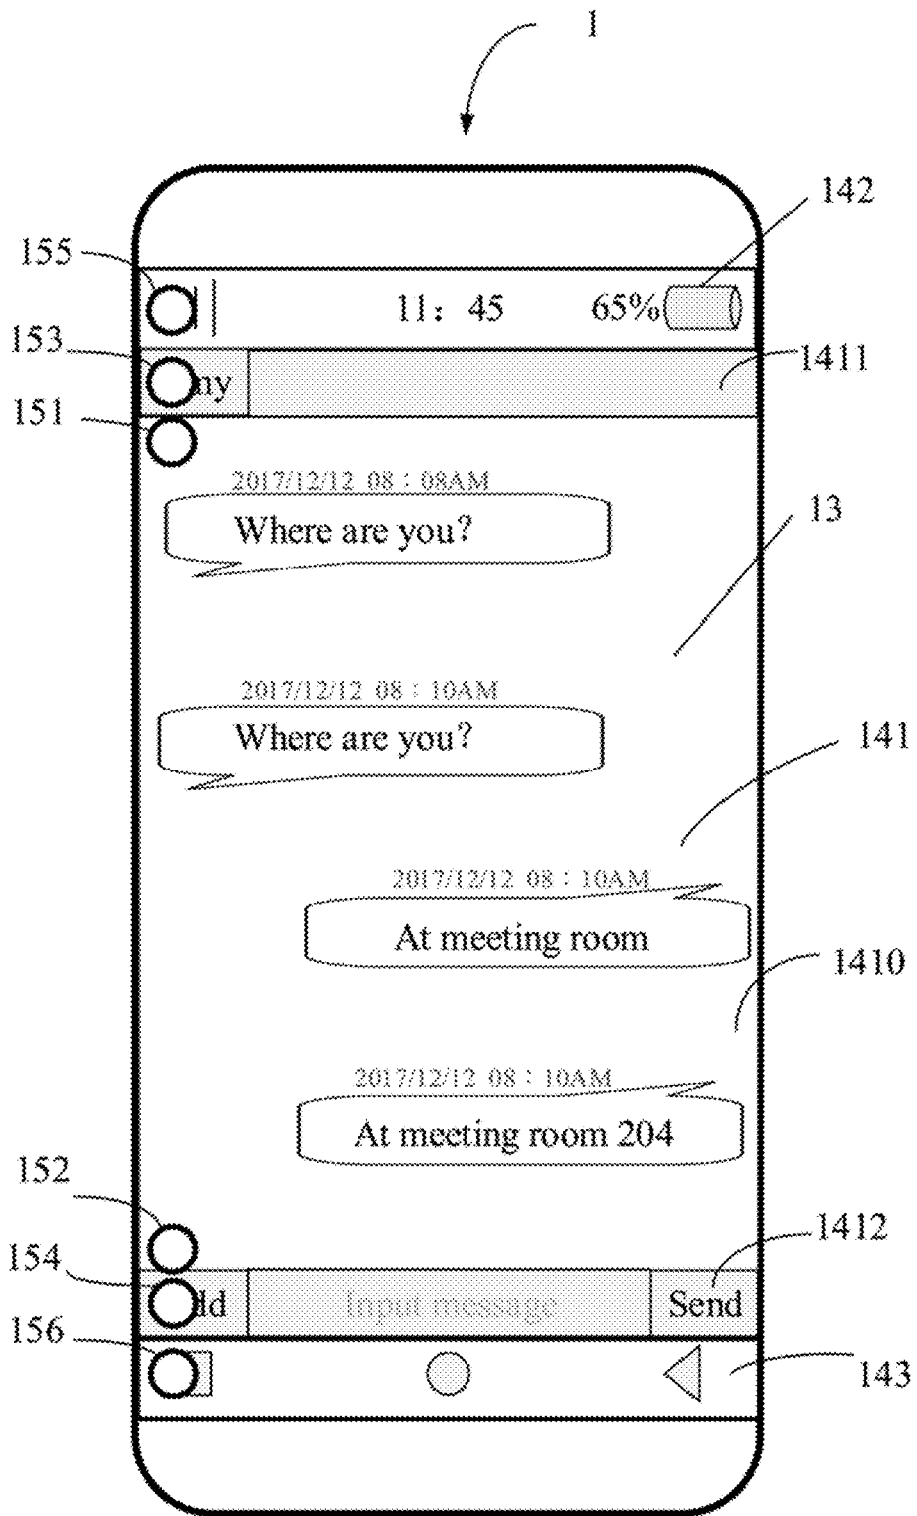 1
142
155
11: 45 65%
153
ny
1411
151
2017/12/12 08:08AM
13
Where are you?
2017/12/12 08:10AM
Where are you?
141
2017/12/12 08:10AM
At meeting room
1410
2017/12/12 08:10AM
At meeting room 204
152
1412
154
dd Input message Send
156
143